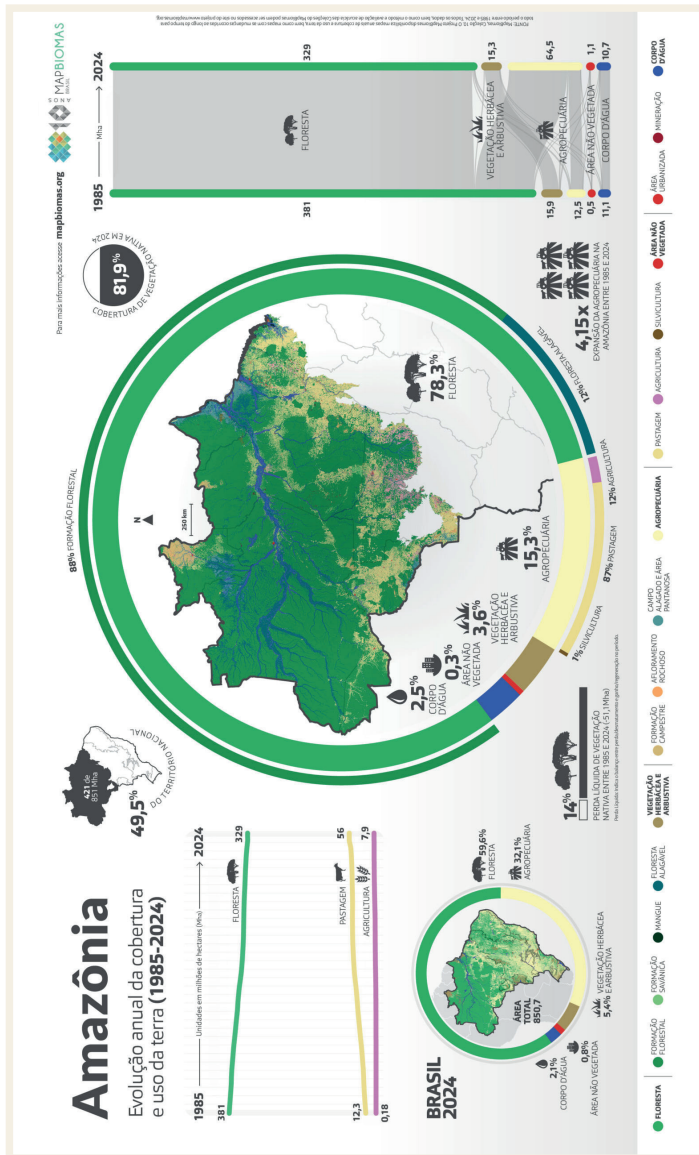 Amazônia
Evolução anual da cobertura
e uso da terra (1985-2024)
1985
Unidades em milhões de hectares (Mha)
2024
381
FLORESTA
329
12,3
PASTAGEM
56
0,18
AGRICULTURA
7,9
421 de
851 Mha
49,5%
DO TERRITÓRIO NACIONAL
BRASIL
2024
ÁREA
TOTAL
850,7
59,6%
FLORESTA
32,1%
AGROPECUÁRIA
5,4%
VEGETAÇÃO HERBÁCEA
E ARBUSTIVA
0,8%
ÁREA NÃO VEGETADA
2,1%
CORPO D'ÁGUA
14%
PERDA LÍQUIDA DE VEGETAÇÃO
NATIVA ENTRE 1985 E 2024 (-51,1Mha)
88% FORMAÇÃO FLORESTAL
N
250 km
2,5%
CORPO
D'ÁGUA
0,3%
ÁREA NÃO
VEGETADA
3,6%
VEGETAÇÃO
HERBÁCEA E
ARBUSTIVA
15,3%
AGROPECUÁRIA
78,3%
FLORESTA
1% SILVICULTURA
87% PASTAGEM
12% AGRICULTURA
12% FLORESTA ALAGÁVEL
81,9%
COBERTURA DE VEGETAÇÃO NATIVA EM 2024
4,15x
EXPANSÃO DA AGROPECUÁRIA NA
AMAZÔNIA ENTRE 1985 E 2024
Para mais informações acesse mapbiomas.org
10
ANOS
MAPBIOMAS
BRASIL
1985
Mha
2024
381
FLORESTA
329
15,9
VEGETAÇÃO HERBÁCEA
E ARBUSTIVA
15,3
12,5
AGROPECUÁRIA
64,5
0,5
ÁREA NÃO VEGETADA
1,1
11,1
CORPO D'ÁGUA
10,7
FLORESTA
FORMAÇÃO
FLORESTAL
FORMAÇÃO
SAVÂNICA
MANGUE
FLORESTA
ALAGÁVEL
VEGETAÇÃO
HERBÁCEA E
ARBUSTIVA
FORMAÇÃO
CAMPESTRE
AFLORAMENTO
ROCHOSO
CAMPO
ALAGADO E ÁREA
PANTANOSA
AGROPECUÁRIA
PASTAGEM
AGRICULTURA
SILVICULTURA
ÁREA NÃO
VEGETADA
ÁREA
URBANIZADA
MINERAÇÃO
CORPO
D'ÁGUA